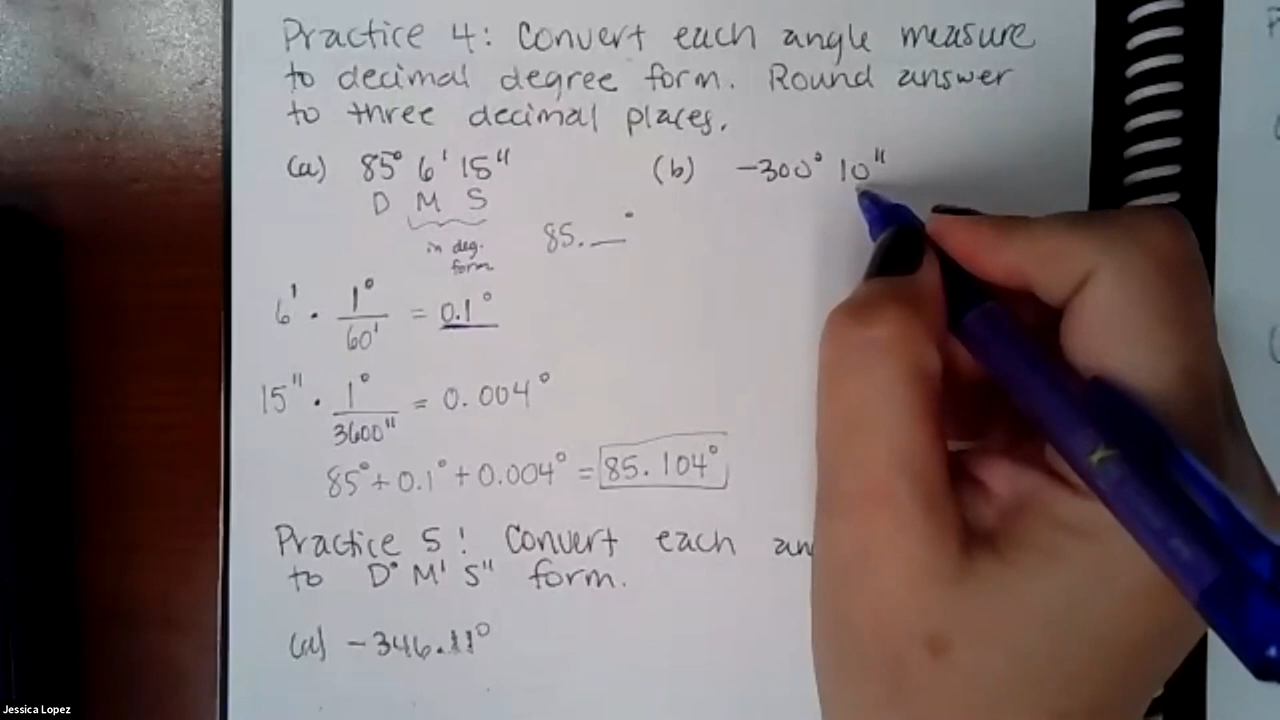 Practice 4: Convert each angle measure
to decimal degree form. Round answer
to three decimal places.
(a) 85° 6' 15" (b) -300° 10"
D M S
in deg. form
85.__°
6' · 1°/60' = 0.1°
15" · 1°/3600" = 0.004°
85° + 0.1° + 0.004° = 85.104°
Practice 5: Convert each an
to D° M' S" form.
(a) -346.11°
Jessica Lopez